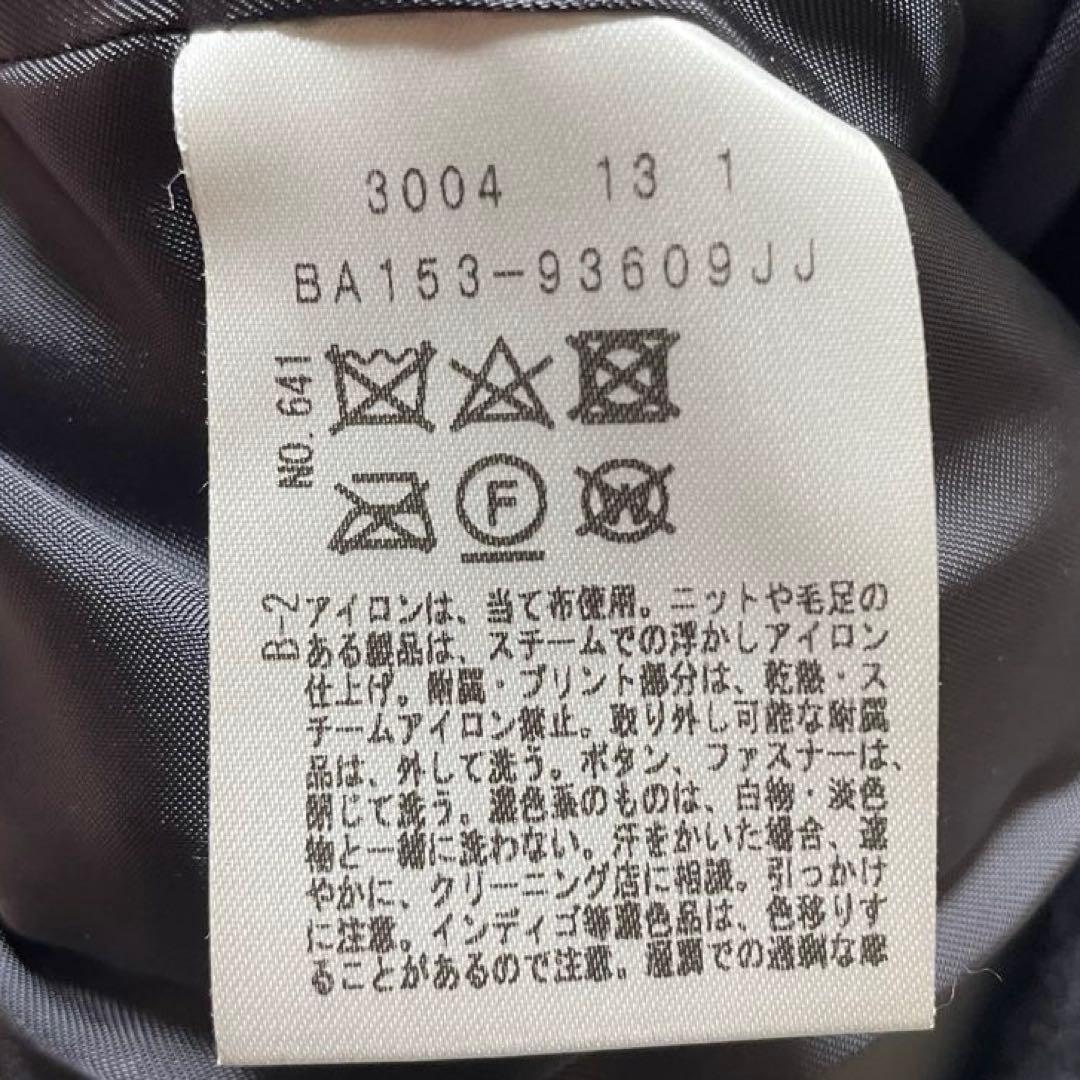 3004 13 1
BA153-93609JJ
NO.641
F
W
B-2
アイロンは、当て布使用。ニットや毛足の
ある製品は、スチームでの浮かしアイロン
仕上げ。附属・プリント部分は、乾熱・ス
チームアイロン禁止。取り外し可能な附属
品は、外して洗う。ボタン、ファスナーは、
閉じて洗う。濃色系のものは、白物・淡色
物と一緒に洗わない。汗をかいた場合、速
やかに、クリーニング店に相談。引っかけ
に注意。インディゴ等濃色品は、色移りす
ることがあるので注意。湿潤での過剰な摩